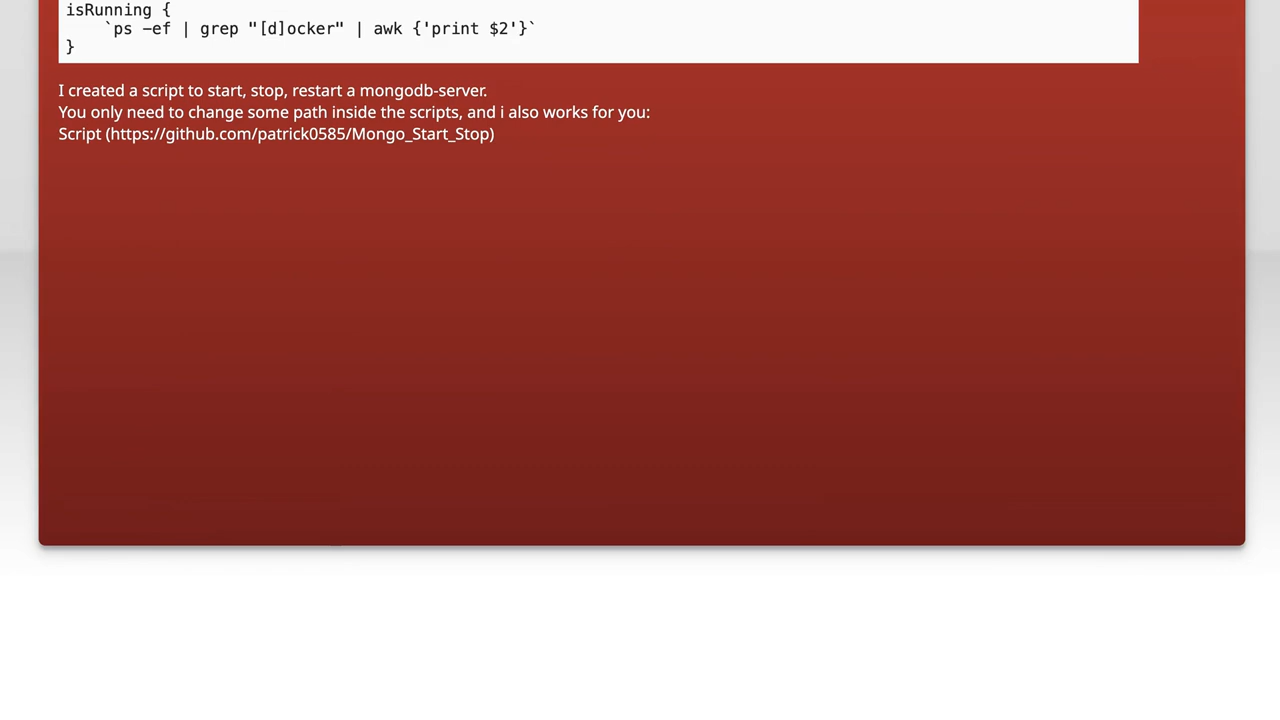 isRunning {
    `ps –ef | grep "[d]ocker" | awk {'print $2'}`
}
I created a script to start, stop, restart a mongodb-server.
You only need to change some path inside the scripts, and i also works for you:
Script (https://github.com/patrick0585/Mongo_Start_Stop)